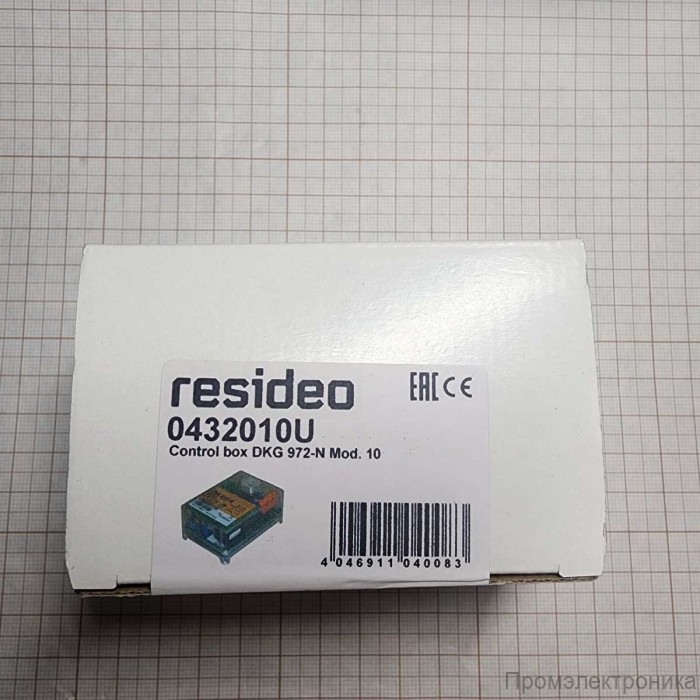 resideo
EAC CE
0432010U
Control box DKG 972-N Mod. 10
4 046911 040083
Промэлектроника